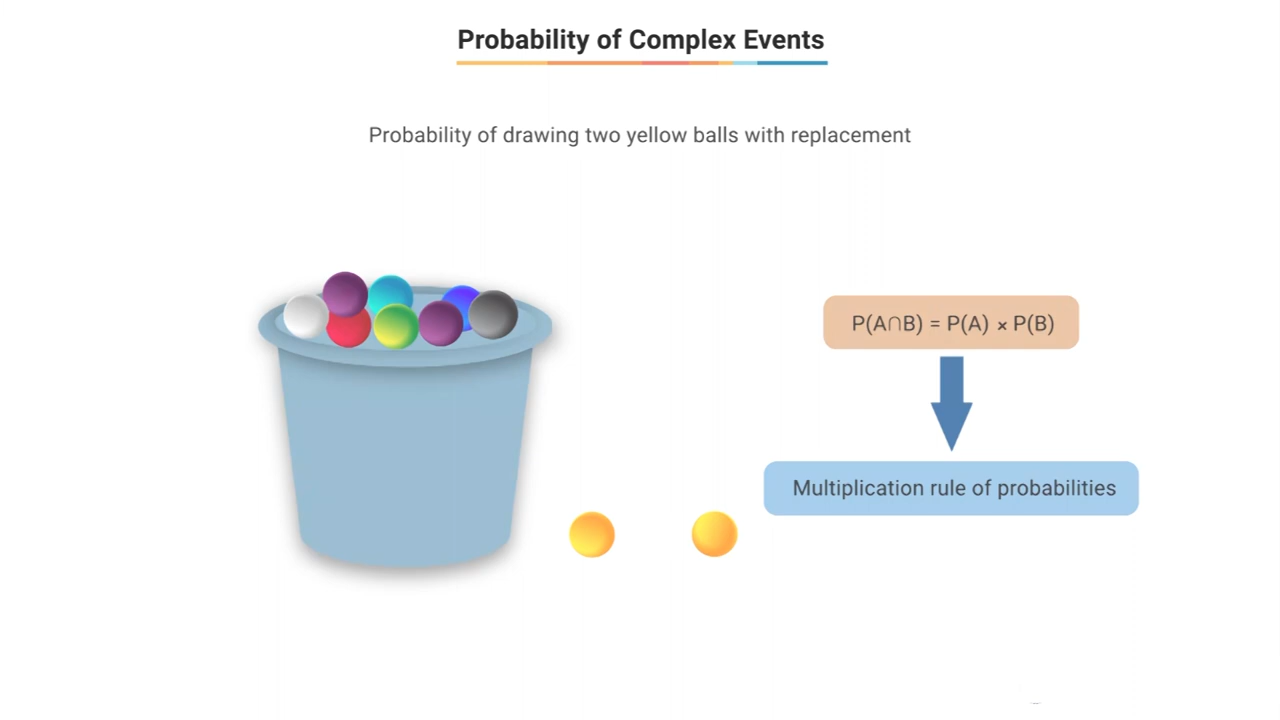 Probability of Complex Events
Probability of drawing two yellow balls with replacement
P(A∩B) = P(A) × P(B)
Multiplication rule of probabilities